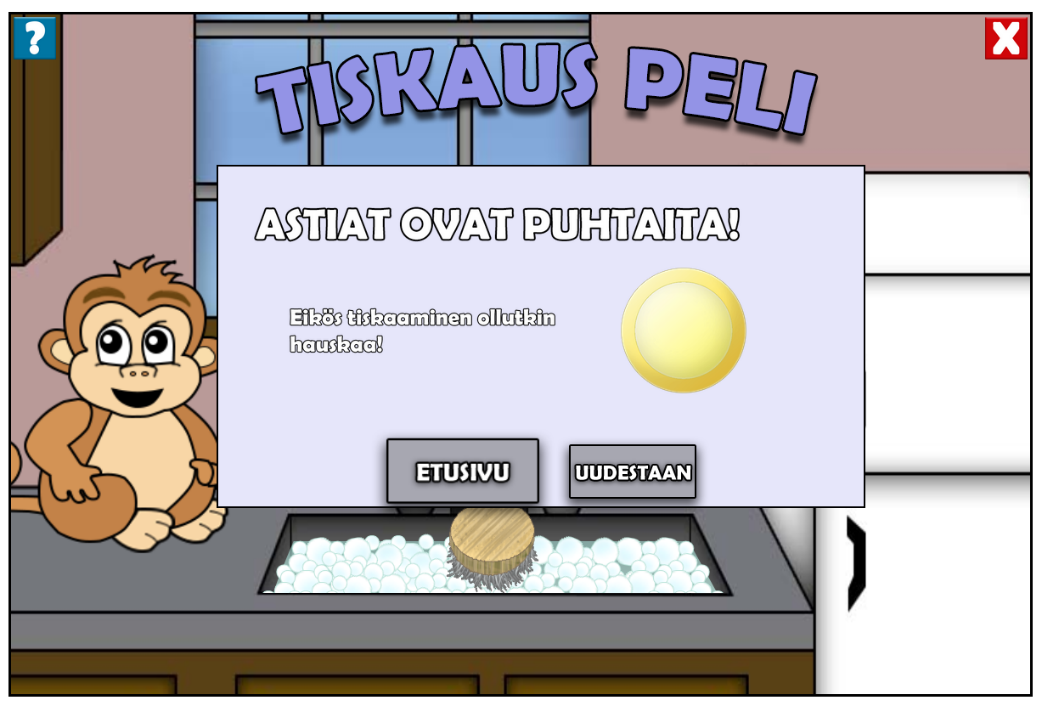 ?
X
TISKAUS PELI
ASTIAT OVAT PUHTAITA!
Eikös tiskaaminen ollutkin
hauskaa!
ETUSIVU
UUDESTAAN